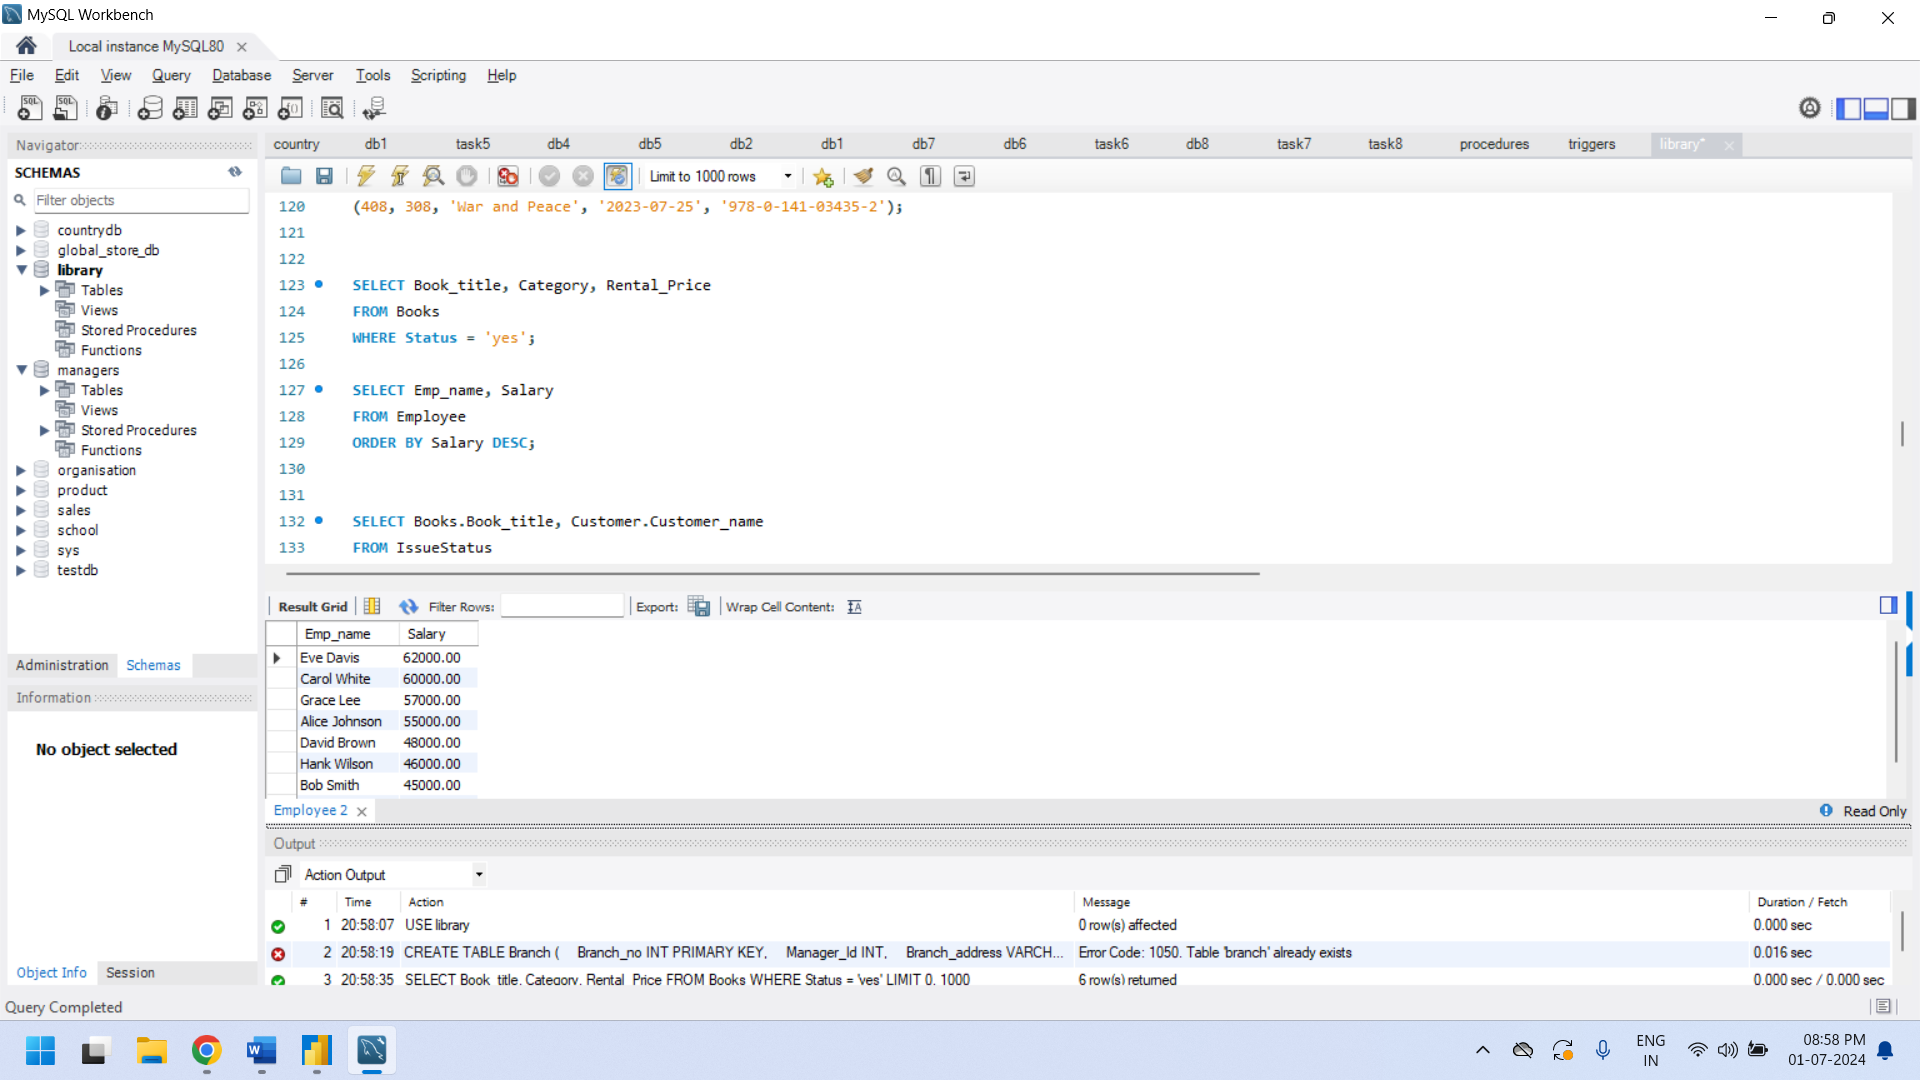 MySQL Workbench
Local instance MySQL80
File Edit View Query Database Server Tools Scripting Help
Navigator
country db1 task5 db4 db5 db2 db1 db7 db6 task6 db8 task7 task8 procedures triggers library*
SCHEMAS
Limit to 1000 rows
Filter objects
countrydb
global_store_db
library
Tables
Views
Stored Procedures
Functions
managers
Tables
Views
Stored Procedures
Functions
organisation
product
sales
school
sys
testdb
120 (408, 308, 'War and Peace', '2023-07-25', '978-0-141-03435-2');
121
122
123 SELECT Book_title, Category, Rental_Price
124 FROM Books
125 WHERE Status = 'yes';
126
127 SELECT Emp_name, Salary
128 FROM Employee
129 ORDER BY Salary DESC;
130
131
132 SELECT Books.Book_title, Customer.Customer_name
133 FROM IssueStatus
Result Grid Filter Rows: Export: Wrap Cell Content:
Emp_name Salary
Eve Davis 62000.00
Carol White 60000.00
Grace Lee 57000.00
Alice Johnson 55000.00
David Brown 48000.00
Hank Wilson 46000.00
Bob Smith 45000.00
Administration Schemas
Information
No object selected
Employee 2
Read Only
Output
Action Output
# Time Action Message Duration / Fetch
1 20:58:07 USE library 0 row(s) affected 0.000 sec
2 20:58:19 CREATE TABLE Branch ( Branch_no INT PRIMARY KEY, Manager_Id INT, Branch_address VARCH... Error Code: 1050. Table 'branch' already exists 0.016 sec
3 20:58:35 SELECT Book_title, Category, Rental_Price FROM Books WHERE Status = 'yes' LIMIT 0, 1000 6 row(s) returned 0.000 sec / 0.000 sec
Object Info Session
Query Completed
ENG
IN
08:58 PM
01-07-2024